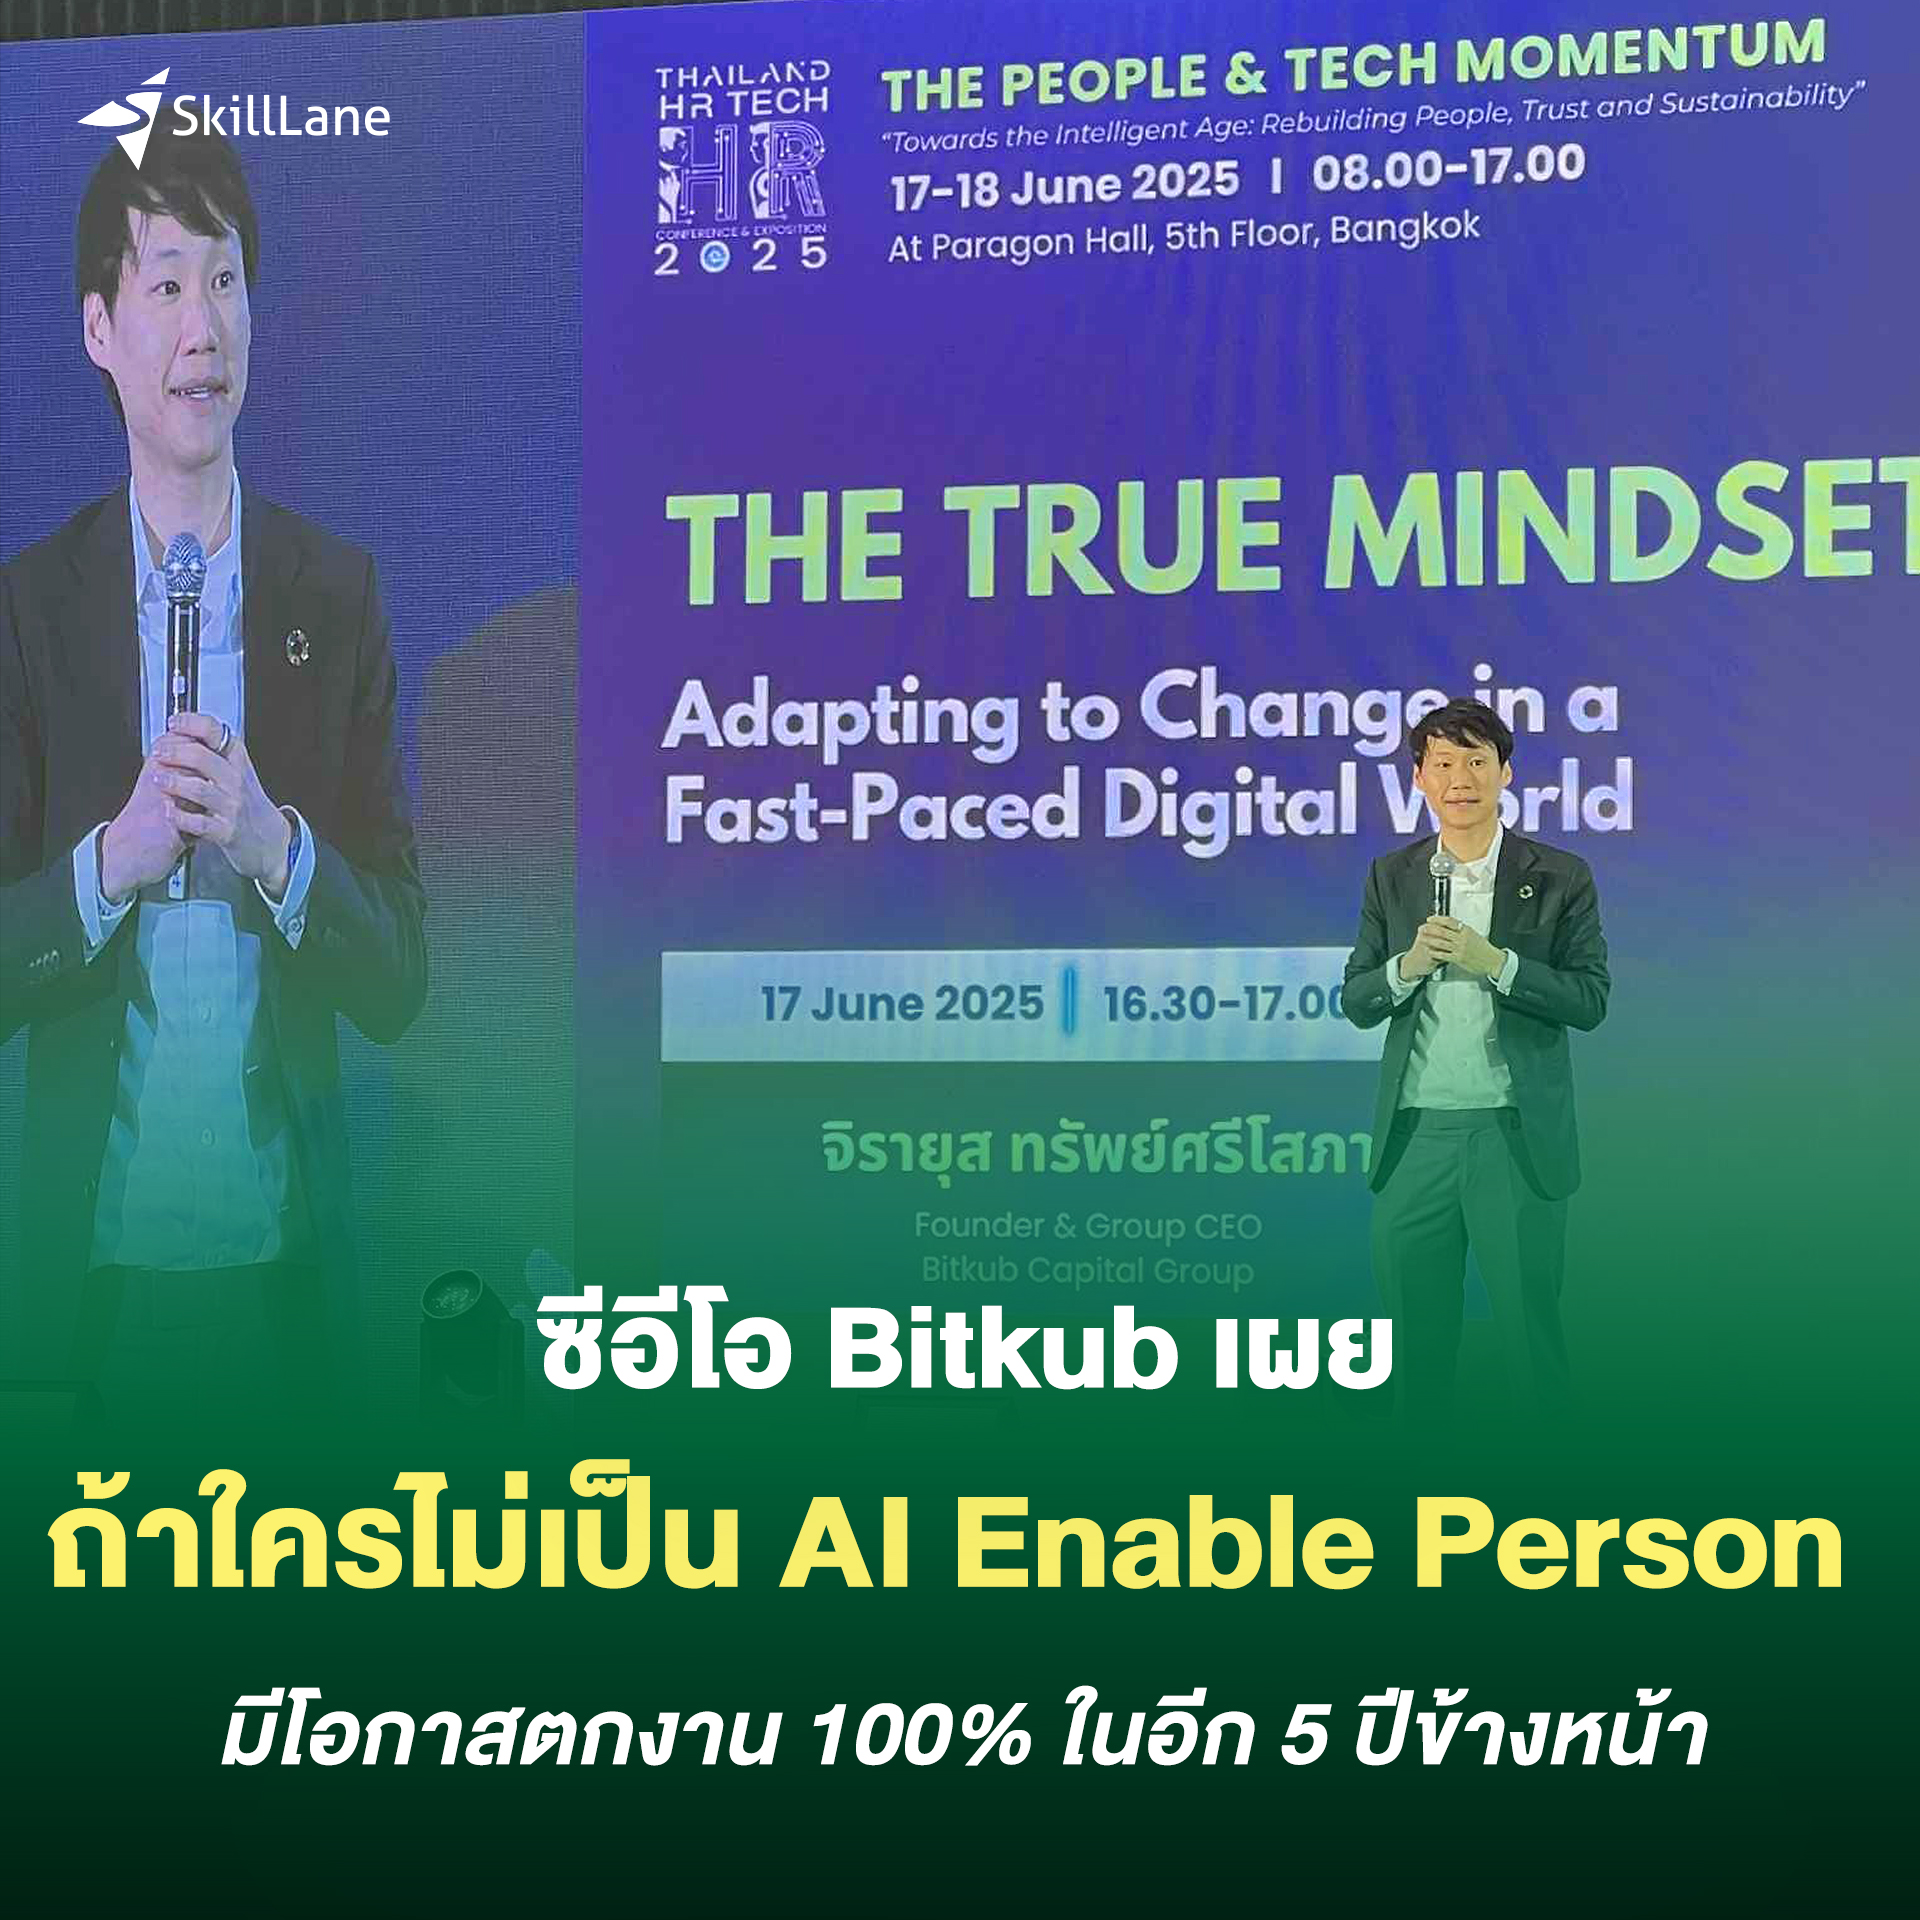 SkillLane
THAILAND
HR TECH
HR
CONFERENCE & EXPOSITION
2025
THE PEOPLE & TECH MOMENTUM
"Towards the Intelligent Age: Rebuilding People, Trust and Sustainability"
17-18 June 2025 | 08.00-17.00
At Paragon Hall, 5th Floor, Bangkok
THE TRUE MINDSET
Adapting to Change in a
Fast-Paced Digital World
17 June 2025 | 16.30-17.00
จิรายุส ทรัพย์ศรีโสภา
Founder & Group CEO
Bitkub Capital Group
ซีอีโอ Bitkub เผย
ถ้าใครไม่เป็น AI Enable Person
มีโอกาสตกงาน 100% ในอีก 5 ปีข้างหน้า